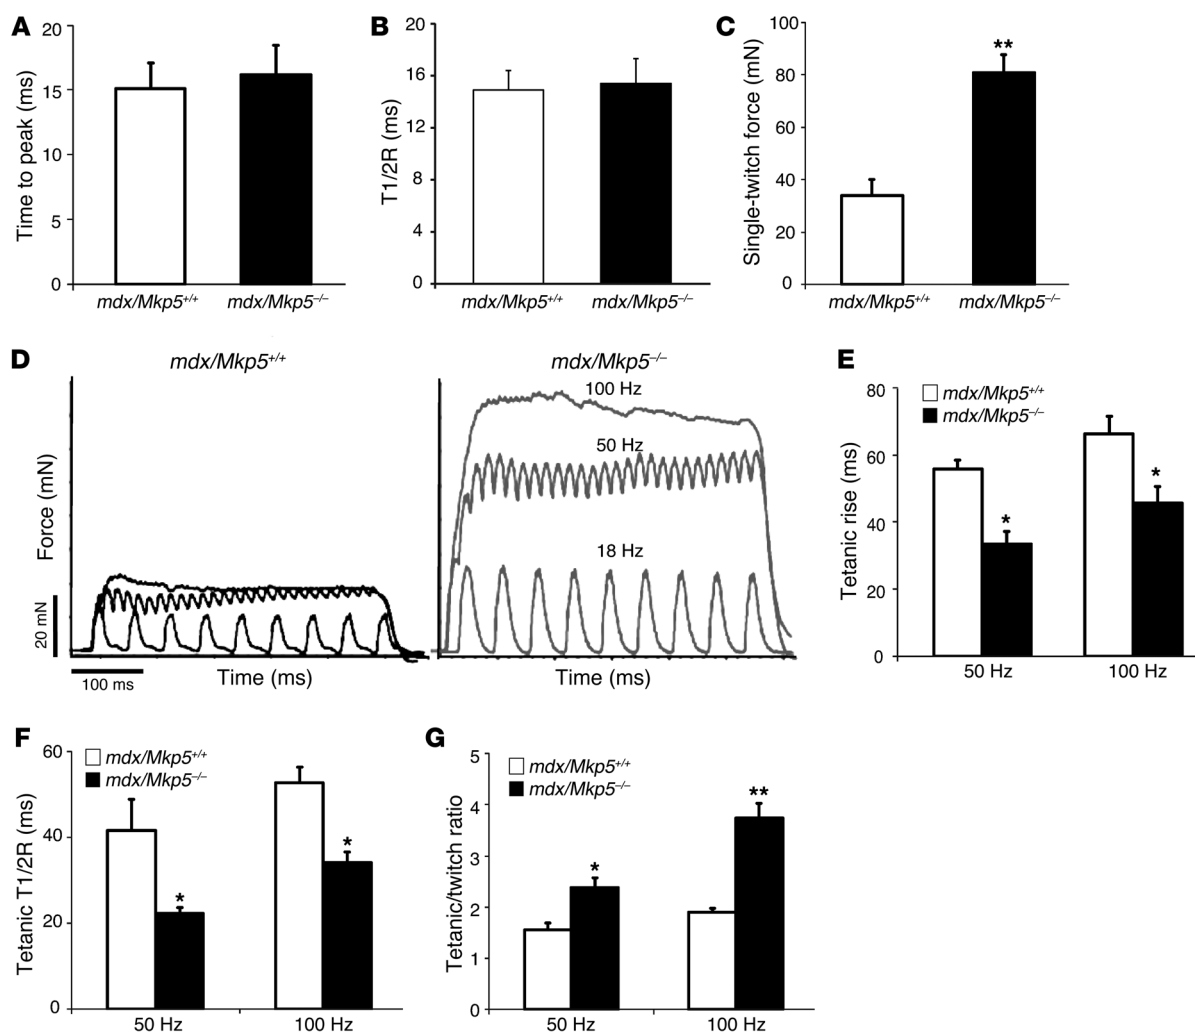 A
Time to peak (ms)
20
15
10
5
0
mdx/Mkp5+/+
mdx/Mkp5–/–
B
T1/2R (ms)
20
16
12
8
4
0
mdx/Mkp5+/+
mdx/Mkp5–/–
C
Single-twitch force (mN)
100
80
60
40
20
0
**
mdx/Mkp5+/+
mdx/Mkp5–/–
D
mdx/Mkp5+/+
mdx/Mkp5–/–
Force (mN)
20 mN
100 ms
Time (ms)
100 Hz
50 Hz
18 Hz
Time (ms)
E
mdx/Mkp5+/+
mdx/Mkp5–/–
Tetanic rise (ms)
80
60
40
20
0
*
*
50 Hz
100 Hz
F
mdx/Mkp5+/+
mdx/Mkp5–/–
Tetanic T1/2R (ms)
60
40
20
0
*
*
50 Hz
100 Hz
G
mdx/Mkp5+/+
mdx/Mkp5–/–
Tetanic/twitch ratio
5
4
3
2
1
0
*
**
50 Hz
100 Hz